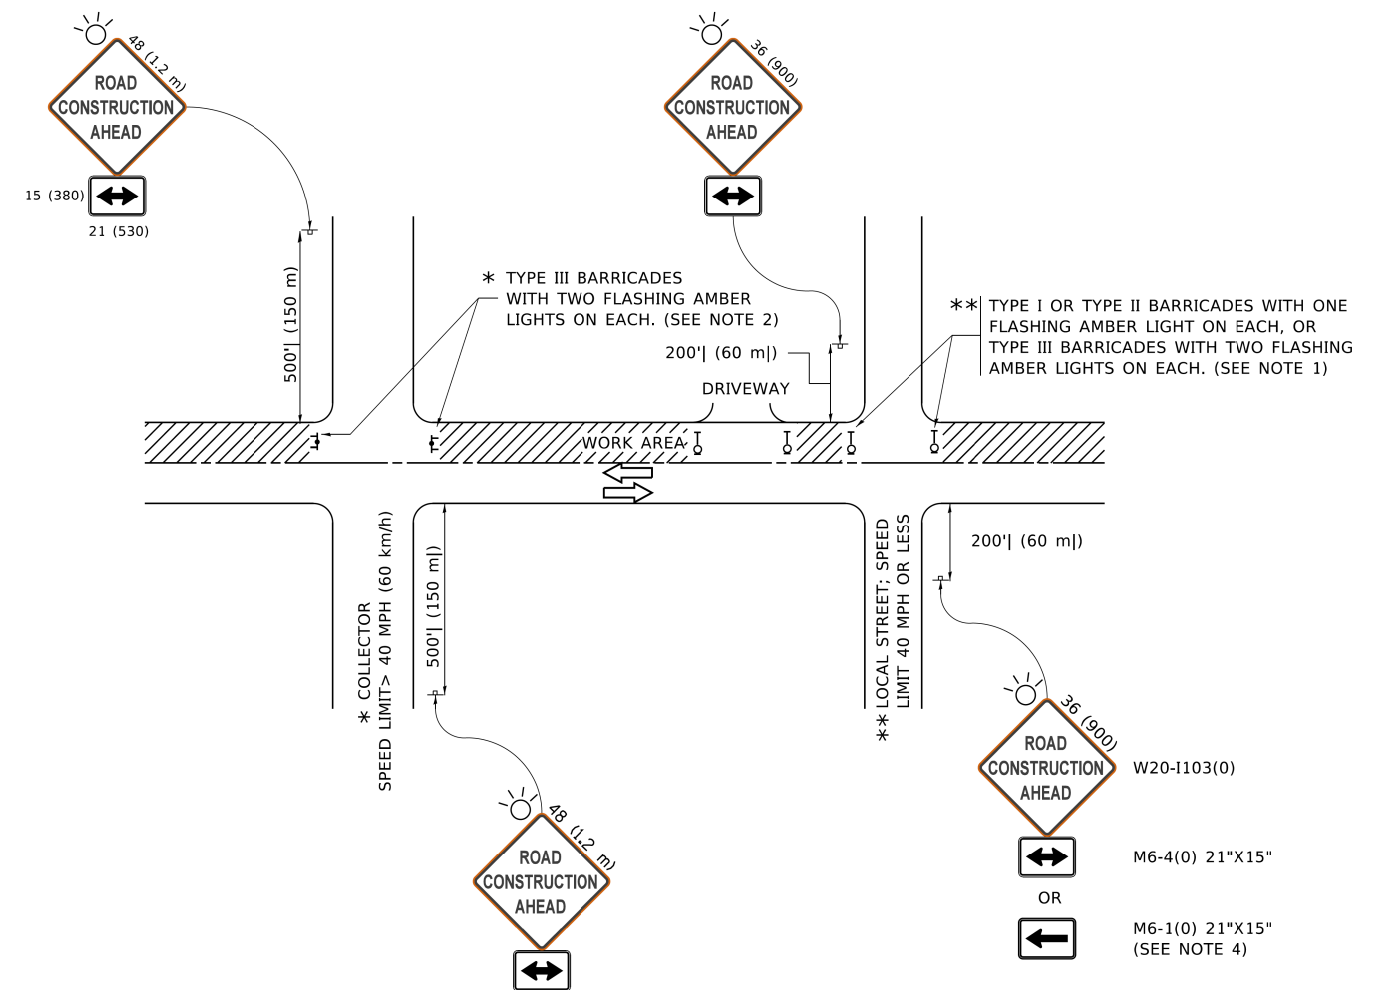 48 (1.2 m)
ROAD
CONSTRUCTION
AHEAD
15 (380)
21 (530)
36 (900)
ROAD
CONSTRUCTION
AHEAD
500'| (150 m)
* TYPE III BARRICADES
WITH TWO FLASHING AMBER
LIGHTS ON EACH. (SEE NOTE 2)
200'| (60 m|)
DRIVEWAY
** TYPE I OR TYPE II BARRICADES WITH ONE
FLASHING AMBER LIGHT ON EACH, OR
TYPE III BARRICADES WITH TWO FLASHING
AMBER LIGHTS ON EACH. (SEE NOTE 1)
WORK AREA
* COLLECTOR
SPEED LIMIT> 40 MPH (60 km/h)
500'| (150 m|)
** LOCAL STREET; SPEED
LIMIT 40 MPH OR LESS
200'| (60 m|)
48 (1.2 m)
ROAD
CONSTRUCTION
AHEAD
36 (900)
ROAD
CONSTRUCTION
AHEAD
W20-I103(0)
M6-4(0) 21"X15"
OR
M6-1(0) 21"X15"
(SEE NOTE 4)